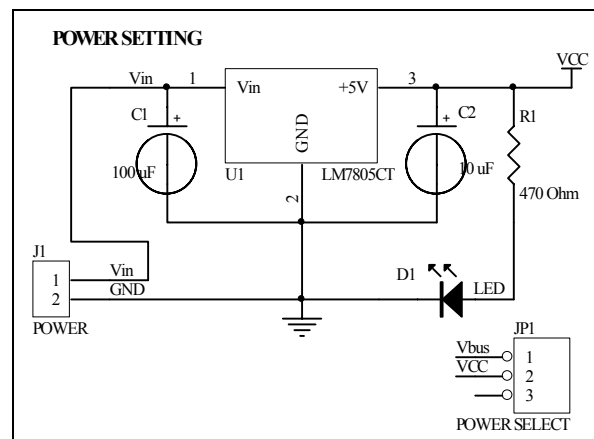 POWER SETTING
VCC
Vin 1
3
Vin +5V
C1 +
+ C2
R1
GND
100 uF
U1
LM7805CT
10 uF
470 Ohm
2
J1
1 Vin
2 GND
POWER
D1
LED
JP1
Vbus 1
VCC 2
3
POWER SELECT